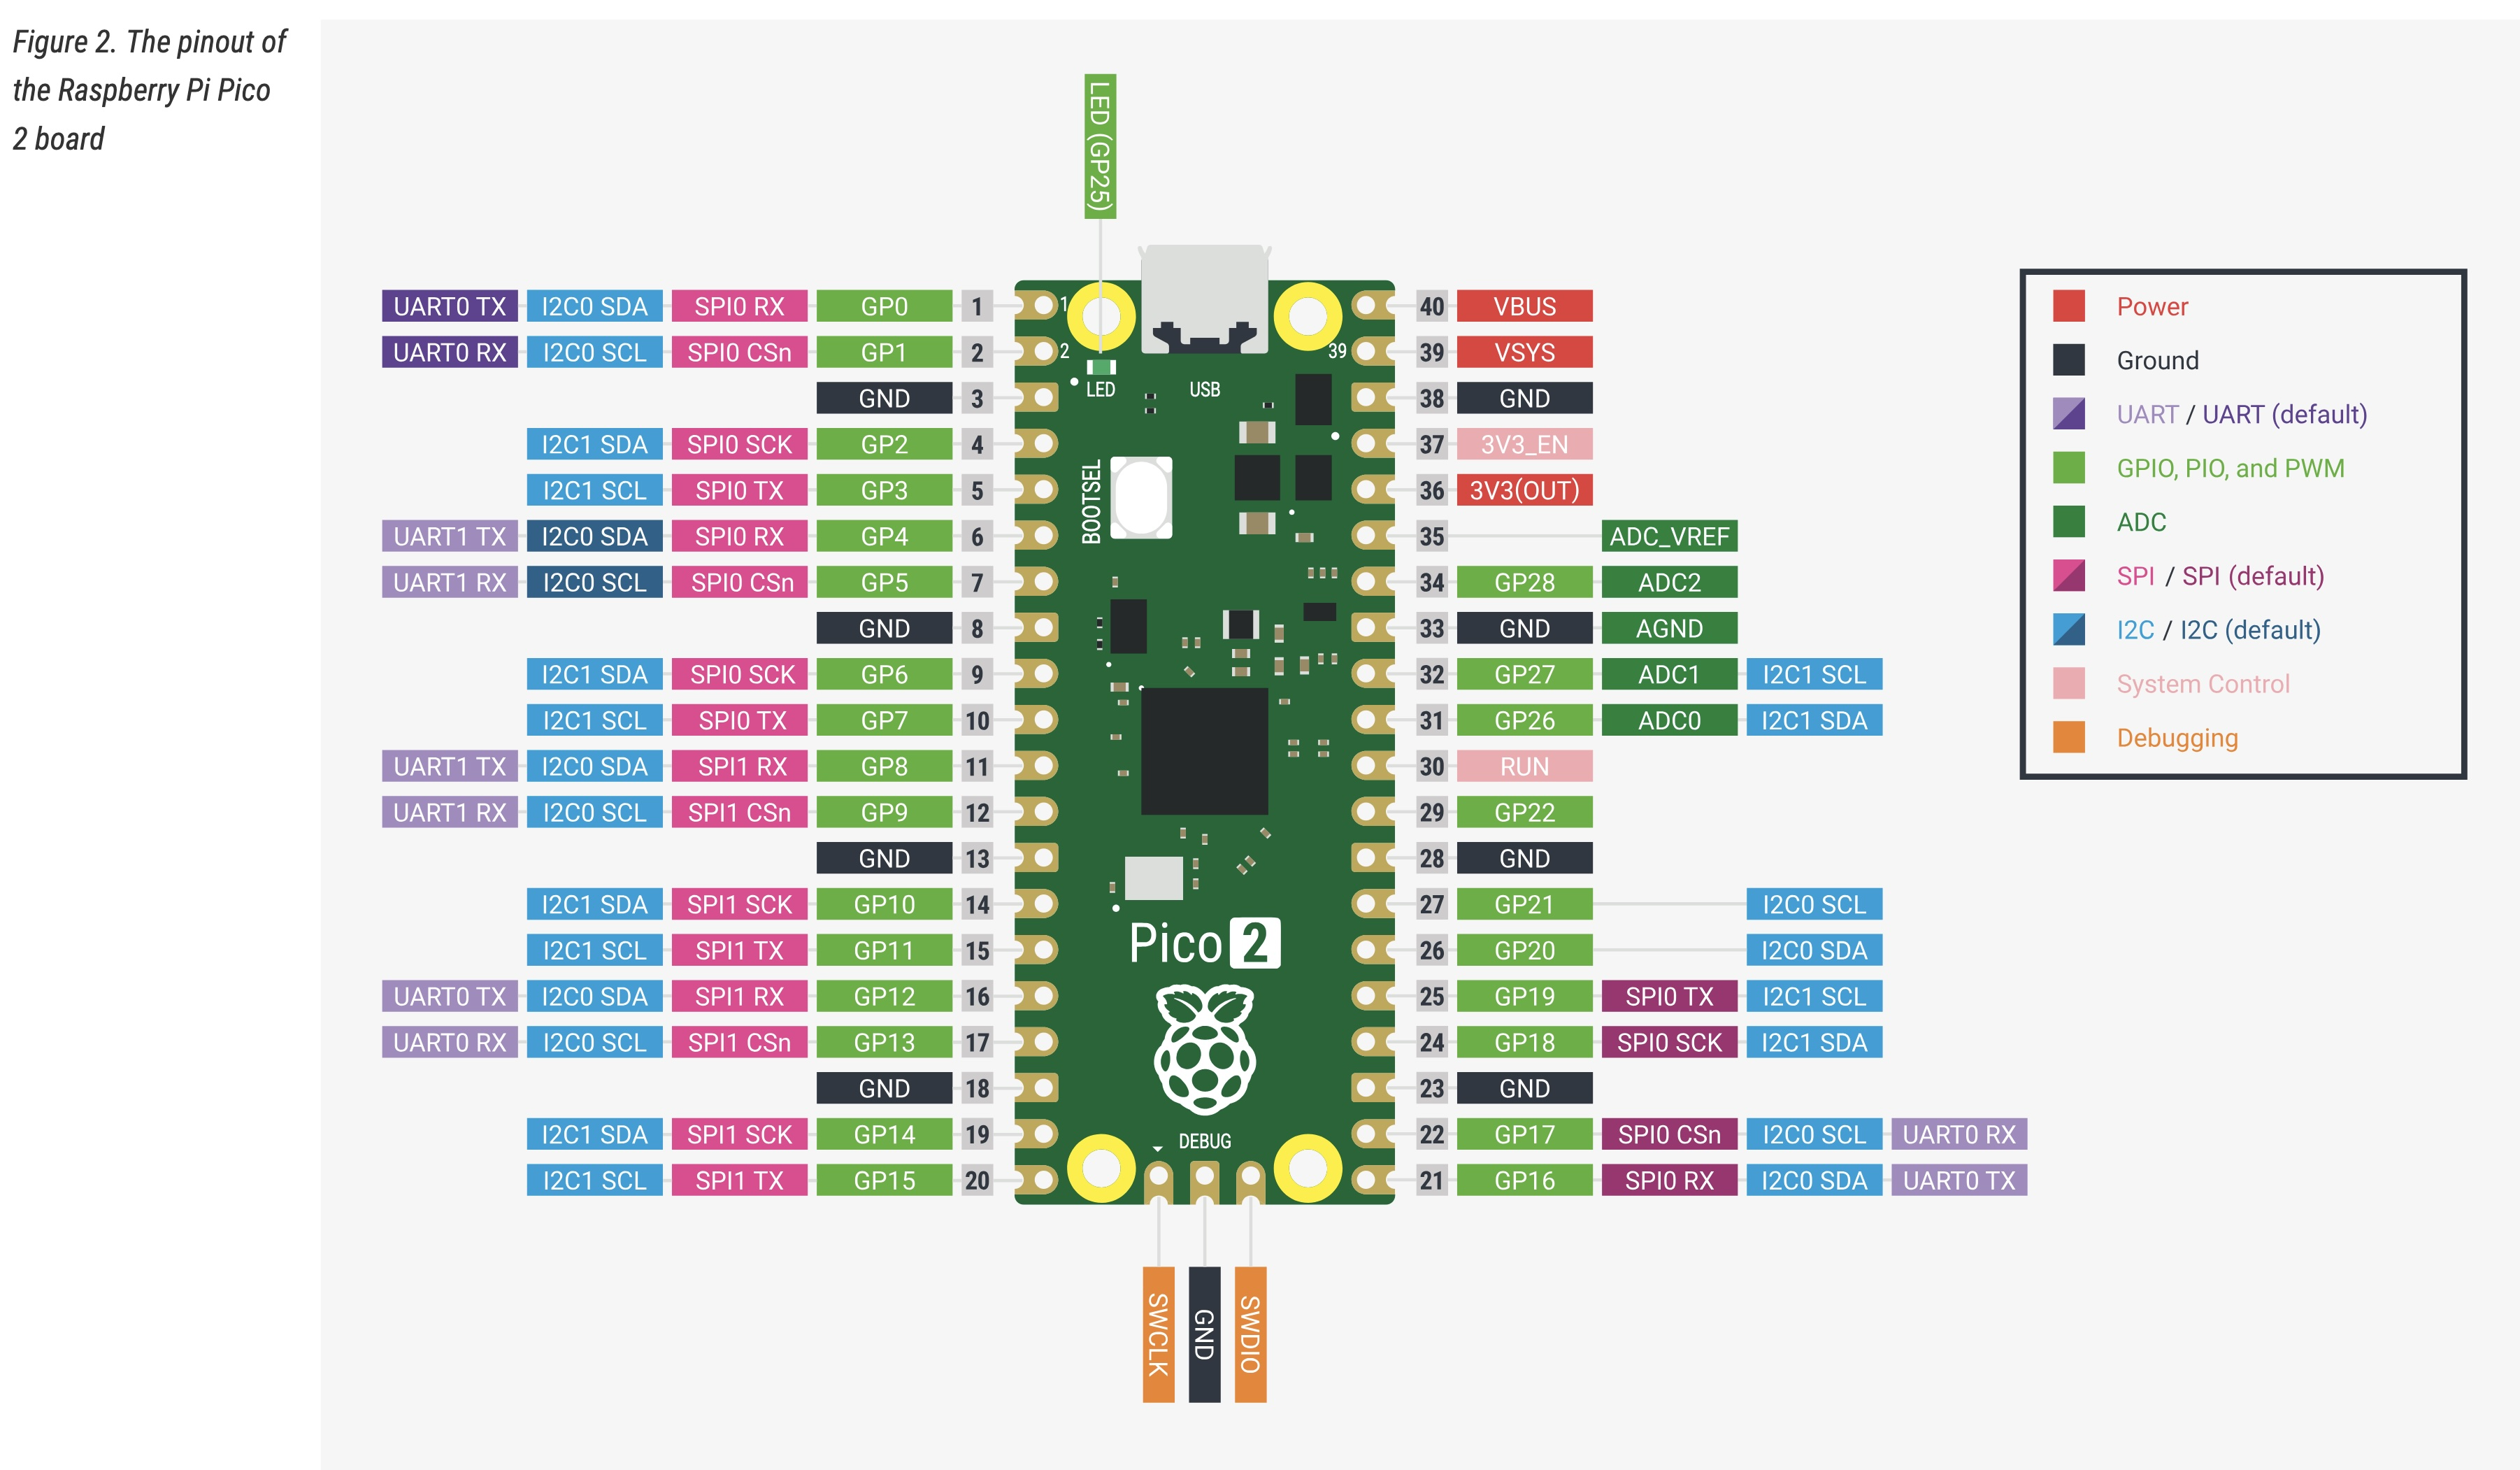 Figure 2. The pinout of
the Raspberry Pi Pico
2 board
LED (GP25)
UART0 TX I2C0 SDA SPI0 RX GP0 1 1 40 VBUS
UART0 RX I2C0 SCL SPI0 CSn GP1 2 2 39 39 VSYS
LED USB
GND 3 38 GND
I2C1 SDA SPI0 SCK GP2 4 37 3V3_EN
I2C1 SCL SPI0 TX GP3 5 BOOTSEL 36 3V3(OUT)
UART1 TX I2C0 SDA SPI0 RX GP4 6 35 ADC_VREF
UART1 RX I2C0 SCL SPI0 CSn GP5 7 34 GP28 ADC2
GND 8 33 GND AGND
I2C1 SDA SPI0 SCK GP6 9 32 GP27 ADC1 I2C1 SCL
I2C1 SCL SPI0 TX GP7 10 31 GP26 ADC0 I2C1 SDA
UART1 TX I2C0 SDA SPI1 RX GP8 11 30 RUN
UART1 RX I2C0 SCL SPI1 CSn GP9 12 29 GP22
GND 13 28 GND
I2C1 SDA SPI1 SCK GP10 14 27 GP21 I2C0 SCL
I2C1 SCL SPI1 TX GP11 15 Pico 2 26 GP20 I2C0 SDA
UART0 TX I2C0 SDA SPI1 RX GP12 16 25 GP19 SPI0 TX I2C1 SCL
UART0 RX I2C0 SCL SPI1 CSn GP13 17 24 GP18 SPI0 SCK I2C1 SDA
GND 18 23 GND
I2C1 SDA SPI1 SCK GP14 19 DEBUG 22 GP17 SPI0 CSn I2C0 SCL UART0 RX
I2C1 SCL SPI1 TX GP15 20 21 GP16 SPI0 RX I2C0 SDA UART0 TX
SWCLK
GND
SWDIO
Power
Ground
UART / UART (default)
GPIO, PIO, and PWM
ADC
SPI / SPI (default)
I2C / I2C (default)
System Control
Debugging